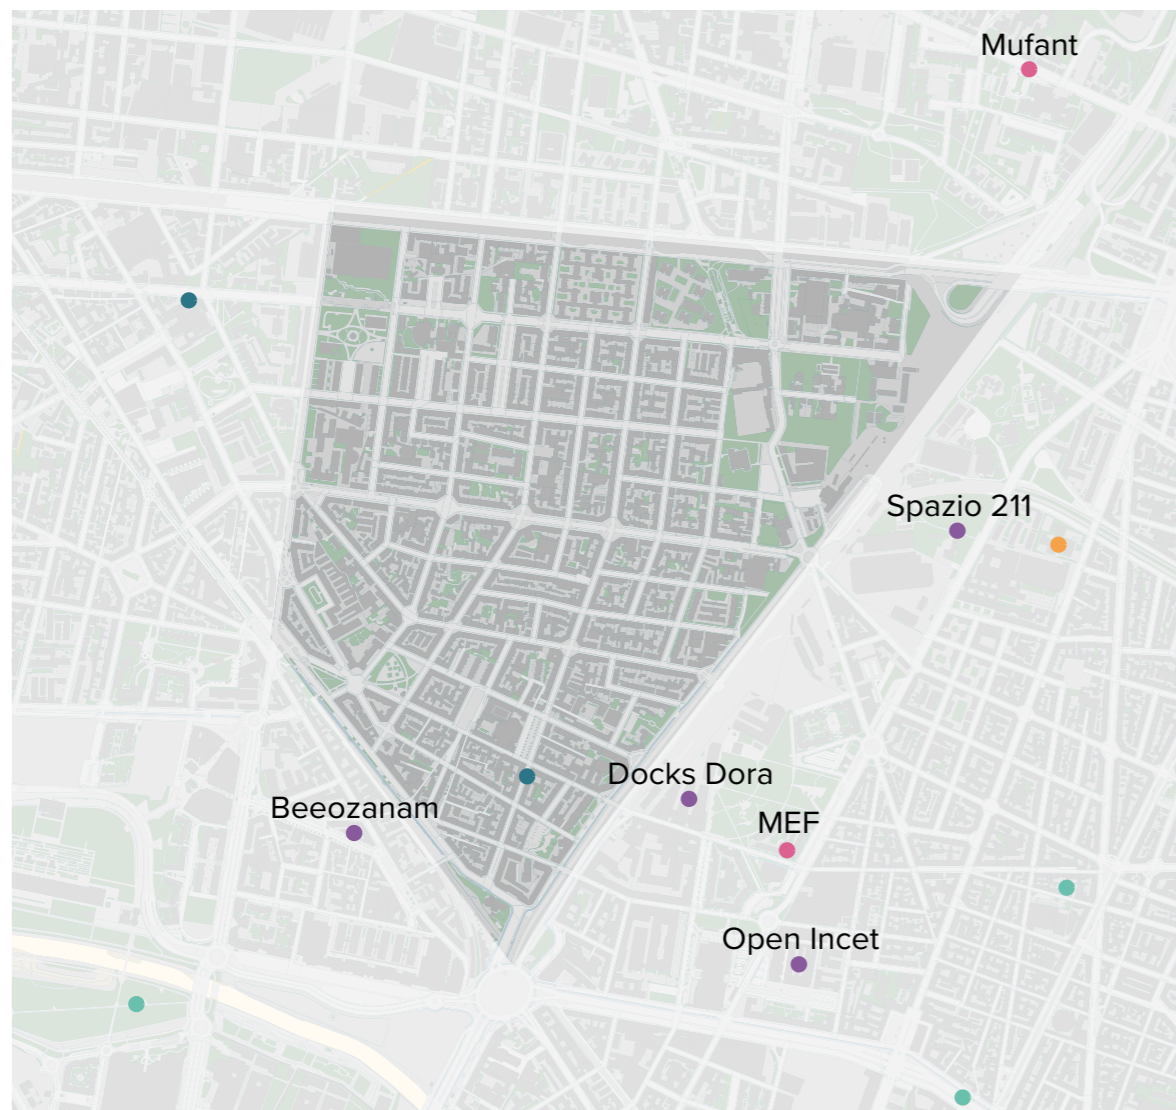 Mufant
Spazio 211
Docks Dora
Beeozanam
MEF
Open Incet